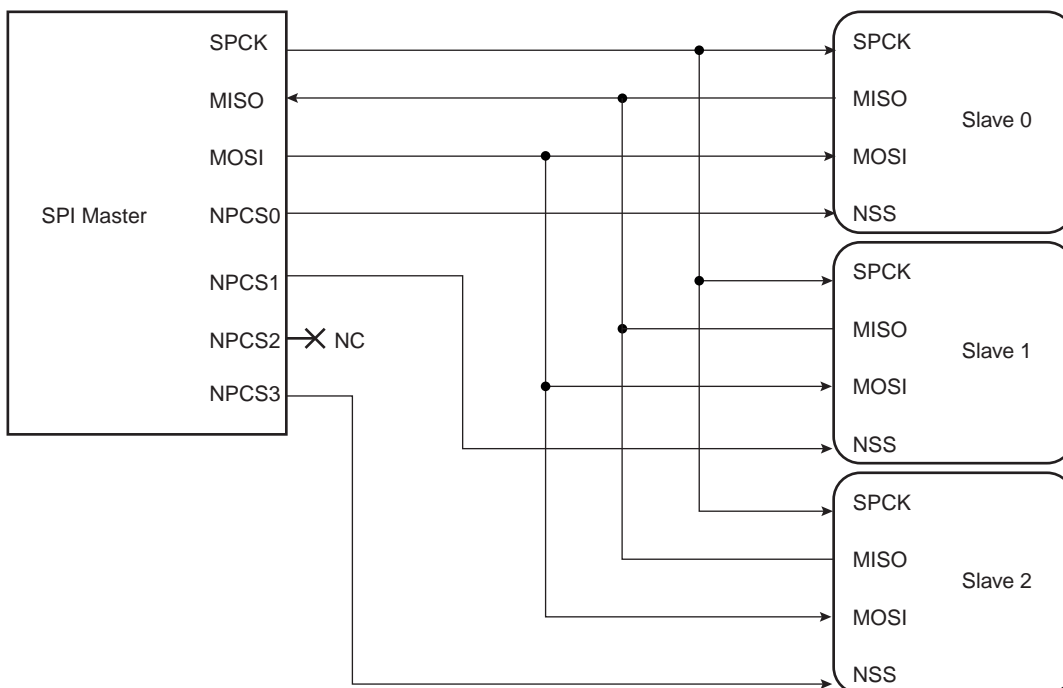 SPI Master
SPCK
MISO
MOSI
NPCS0
NPCS1
NPCS2
NC
NPCS3
SPCK
MISO
Slave 0
MOSI
NSS
SPCK
MISO
Slave 1
MOSI
NSS
SPCK
MISO
Slave 2
MOSI
NSS